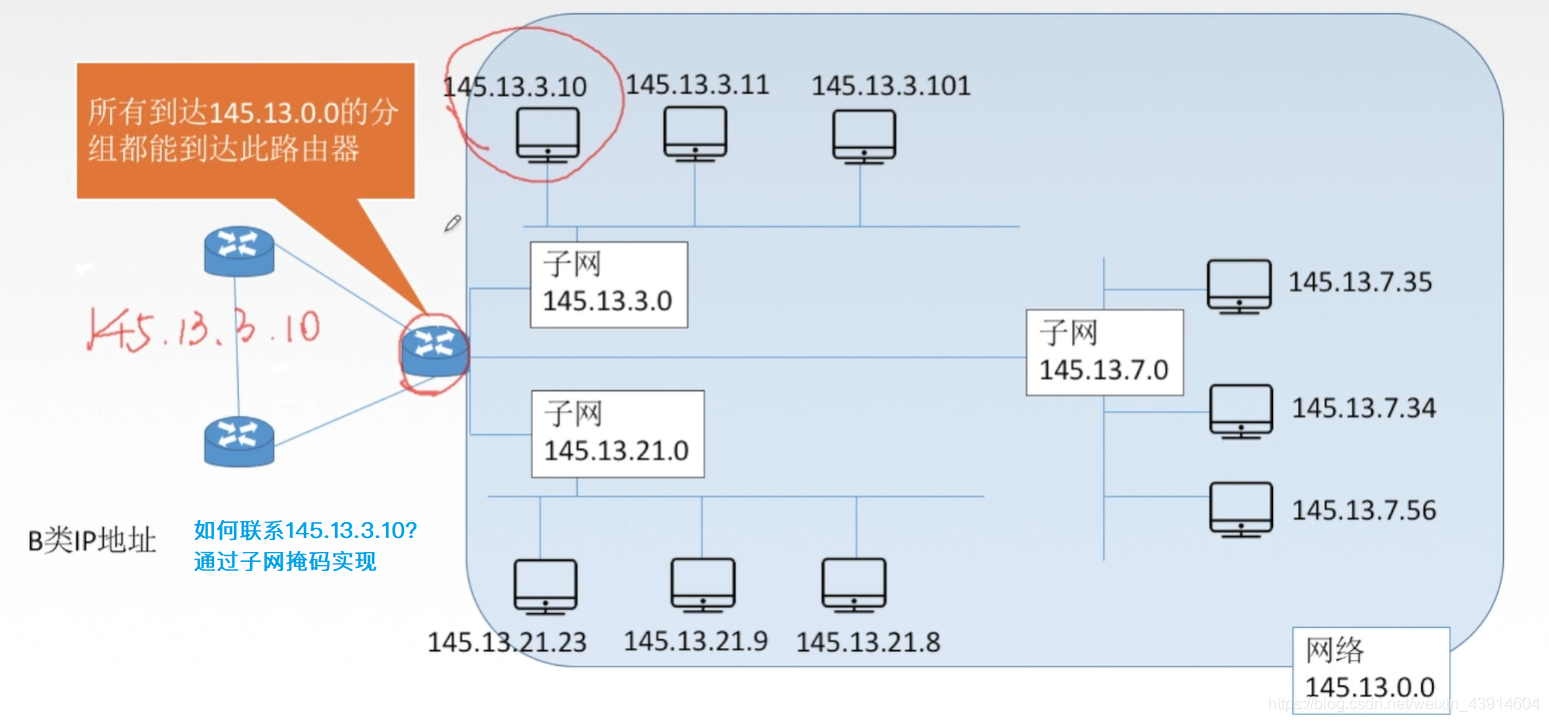 145.13.3.10
145.13.3.11
145.13.3.101
所有到达145.13.0.0的分
组都能到达此路由器
子网
145.13.3.0
145.13.3.10
子网
145.13.7.0
145.13.7.35
145.13.7.34
145.13.7.56
子网
145.13.21.0
B类IP地址
如何联系145.13.3.10?
通过子网掩码实现
145.13.21.23
145.13.21.9
145.13.21.8
网络
145.13.0.0
https://blog.csdn.net/weixin_43914604